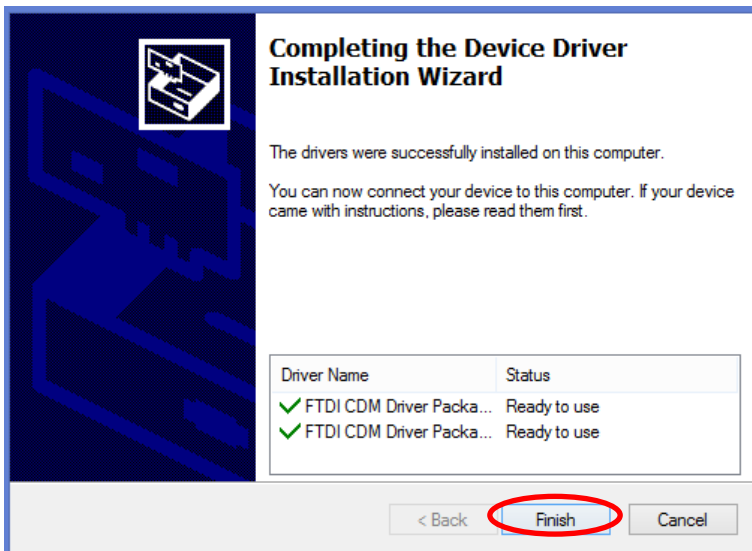 Completing the Device Driver
Installation Wizard
The drivers were successfully installed on this computer.
You can now connect your device to this computer. If your device
came with instructions, please read them first.
Driver Name Status
FTDI CDM Driver Packa... Ready to use
FTDI CDM Driver Packa... Ready to use
< Back Finish Cancel